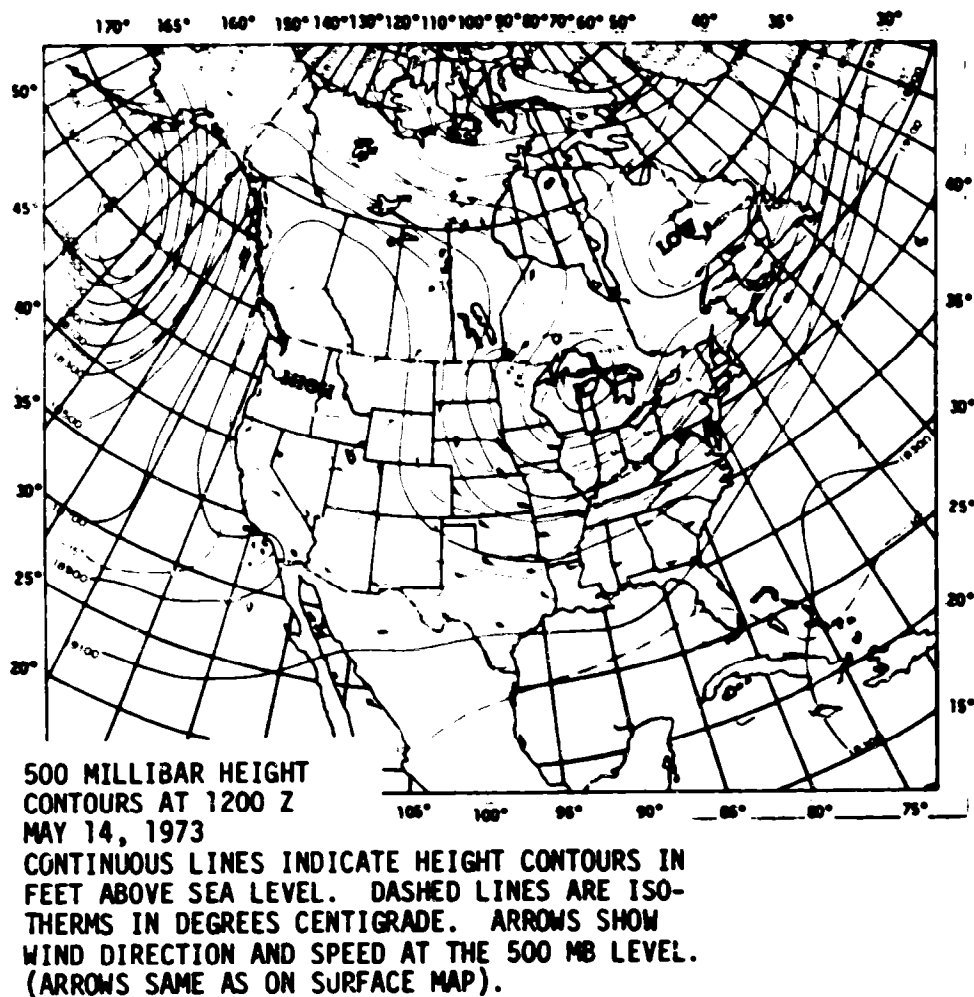 170° 165° 160° 150° 140° 130° 120° 110° 100° 90° 80° 70° 60° 50° 40° 35° 30°
50°
45°
40°
35°
30°
25°
20°
40°
35°
30°
25°
20°
15°
LOW
HIGH
18300
18900
19100
105° 100° 95° 90° 85° 80° 75°
500 MILLIBAR HEIGHT
CONTOURS AT 1200 Z
MAY 14, 1973
CONTINUOUS LINES INDICATE HEIGHT CONTOURS IN
FEET ABOVE SEA LEVEL. DASHED LINES ARE ISO-
THERMS IN DEGREES CENTIGRADE. ARROWS SHOW
WIND DIRECTION AND SPEED AT THE 500 MB LEVEL.
(ARROWS SAME AS ON SURFACE MAP).